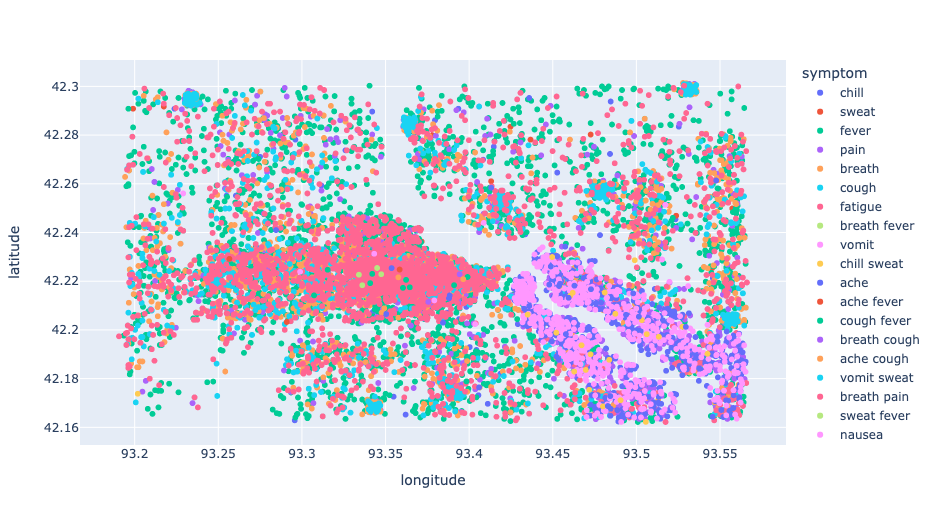 symptom
chill
sweat
fever
pain
breath
cough
fatigue
breath fever
vomit
chill sweat
ache
ache fever
cough fever
breath cough
ache cough
vomit sweat
breath pain
sweat fever
nausea
latitude
42.3
42.28
42.26
42.24
42.22
42.2
42.18
42.16
93.2
93.25
93.3
93.35
93.4
93.45
93.5
93.55
longitude